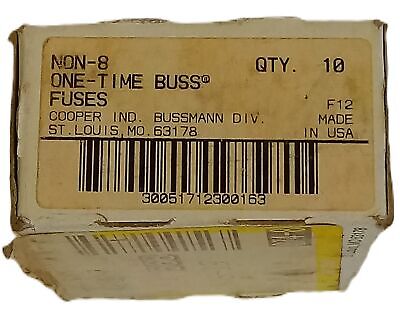 NON-8 QTY. 10
ONE-TIME BUSS®
FUSES F12
COOPER IND. BUSSMANN DIV. MADE
ST.LOUIS,MO.63178 IN USA
30051712300163